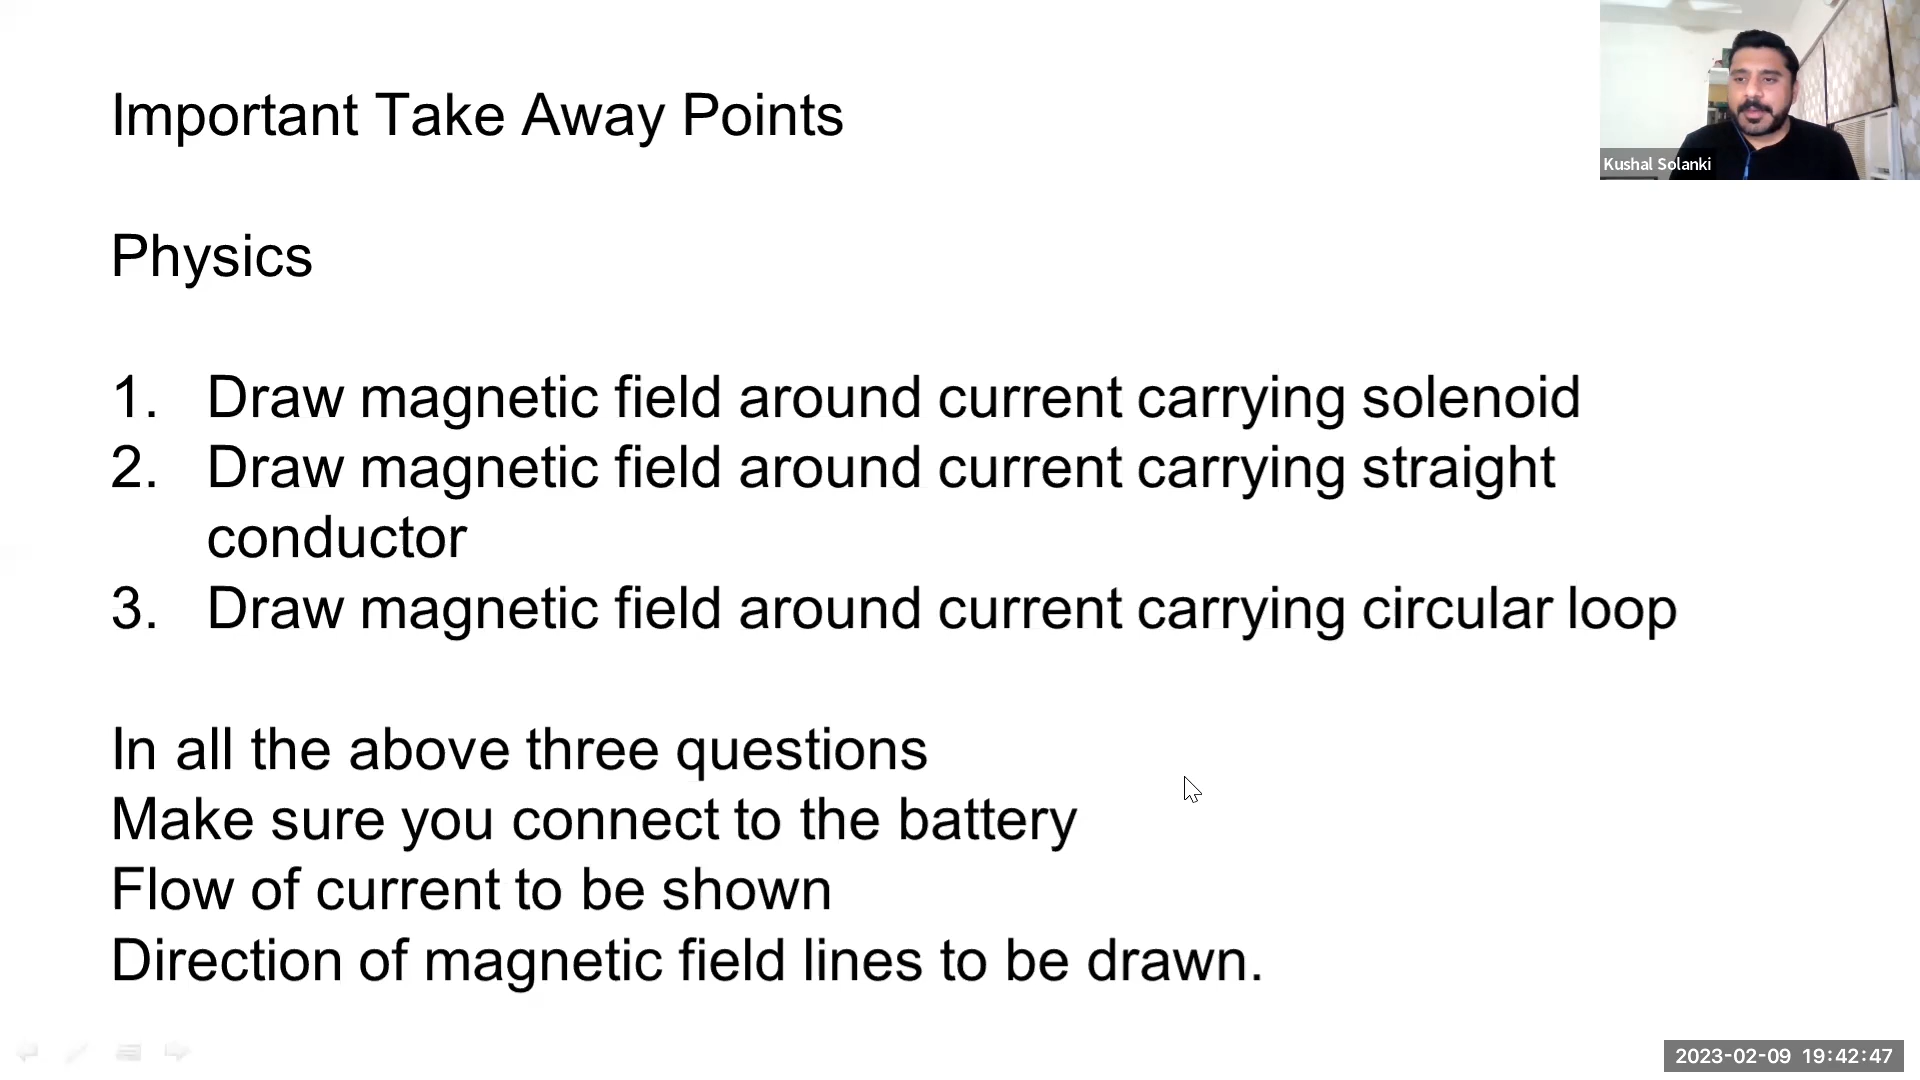 Important Take Away Points
Kushal Solanki
Physics
1. Draw magnetic field around current carrying solenoid
2. Draw magnetic field around current carrying straight
conductor
3. Draw magnetic field around current carrying circular loop
In all the above three questions
Make sure you connect to the battery
Flow of current to be shown
Direction of magnetic field lines to be drawn.
2023-02-09 19:42:47